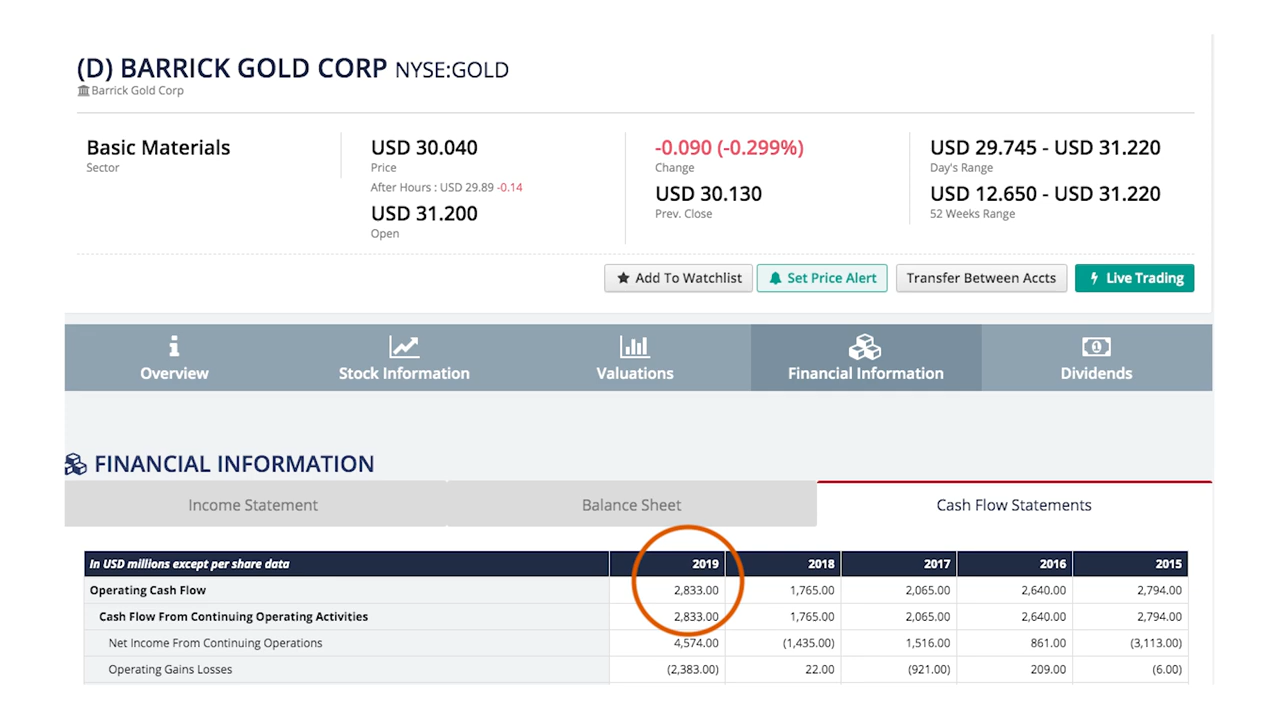 (D) BARRICK GOLD CORP NYSE:GOLD
Barrick Gold Corp
Basic Materials
Sector
USD 30.040
Price
After Hours : USD 29.89 -0.14
USD 31.200
Open
-0.090 (-0.299%)
Change
USD 30.130
Prev. Close
USD 29.745 - USD 31.220
Day's Range
USD 12.650 - USD 31.220
52 Weeks Range
Add To Watchlist Set Price Alert Transfer Between Accts Live Trading
Overview Stock Information Valuations Financial Information Dividends
FINANCIAL INFORMATION
Income Statement Balance Sheet Cash Flow Statements
In USD millions except per share data 2019 2018 2017 2016 2015
Operating Cash Flow 2,833.00 1,765.00 2,065.00 2,640.00 2,794.00
Cash Flow From Continuing Operating Activities 2,833.00 1,765.00 2,065.00 2,640.00 2,794.00
Net Income From Continuing Operations 4,574.00 (1,435.00) 1,516.00 861.00 (3,113.00)
Operating Gains Losses (2,383.00) 22.00 (921.00) 209.00 (6.00)